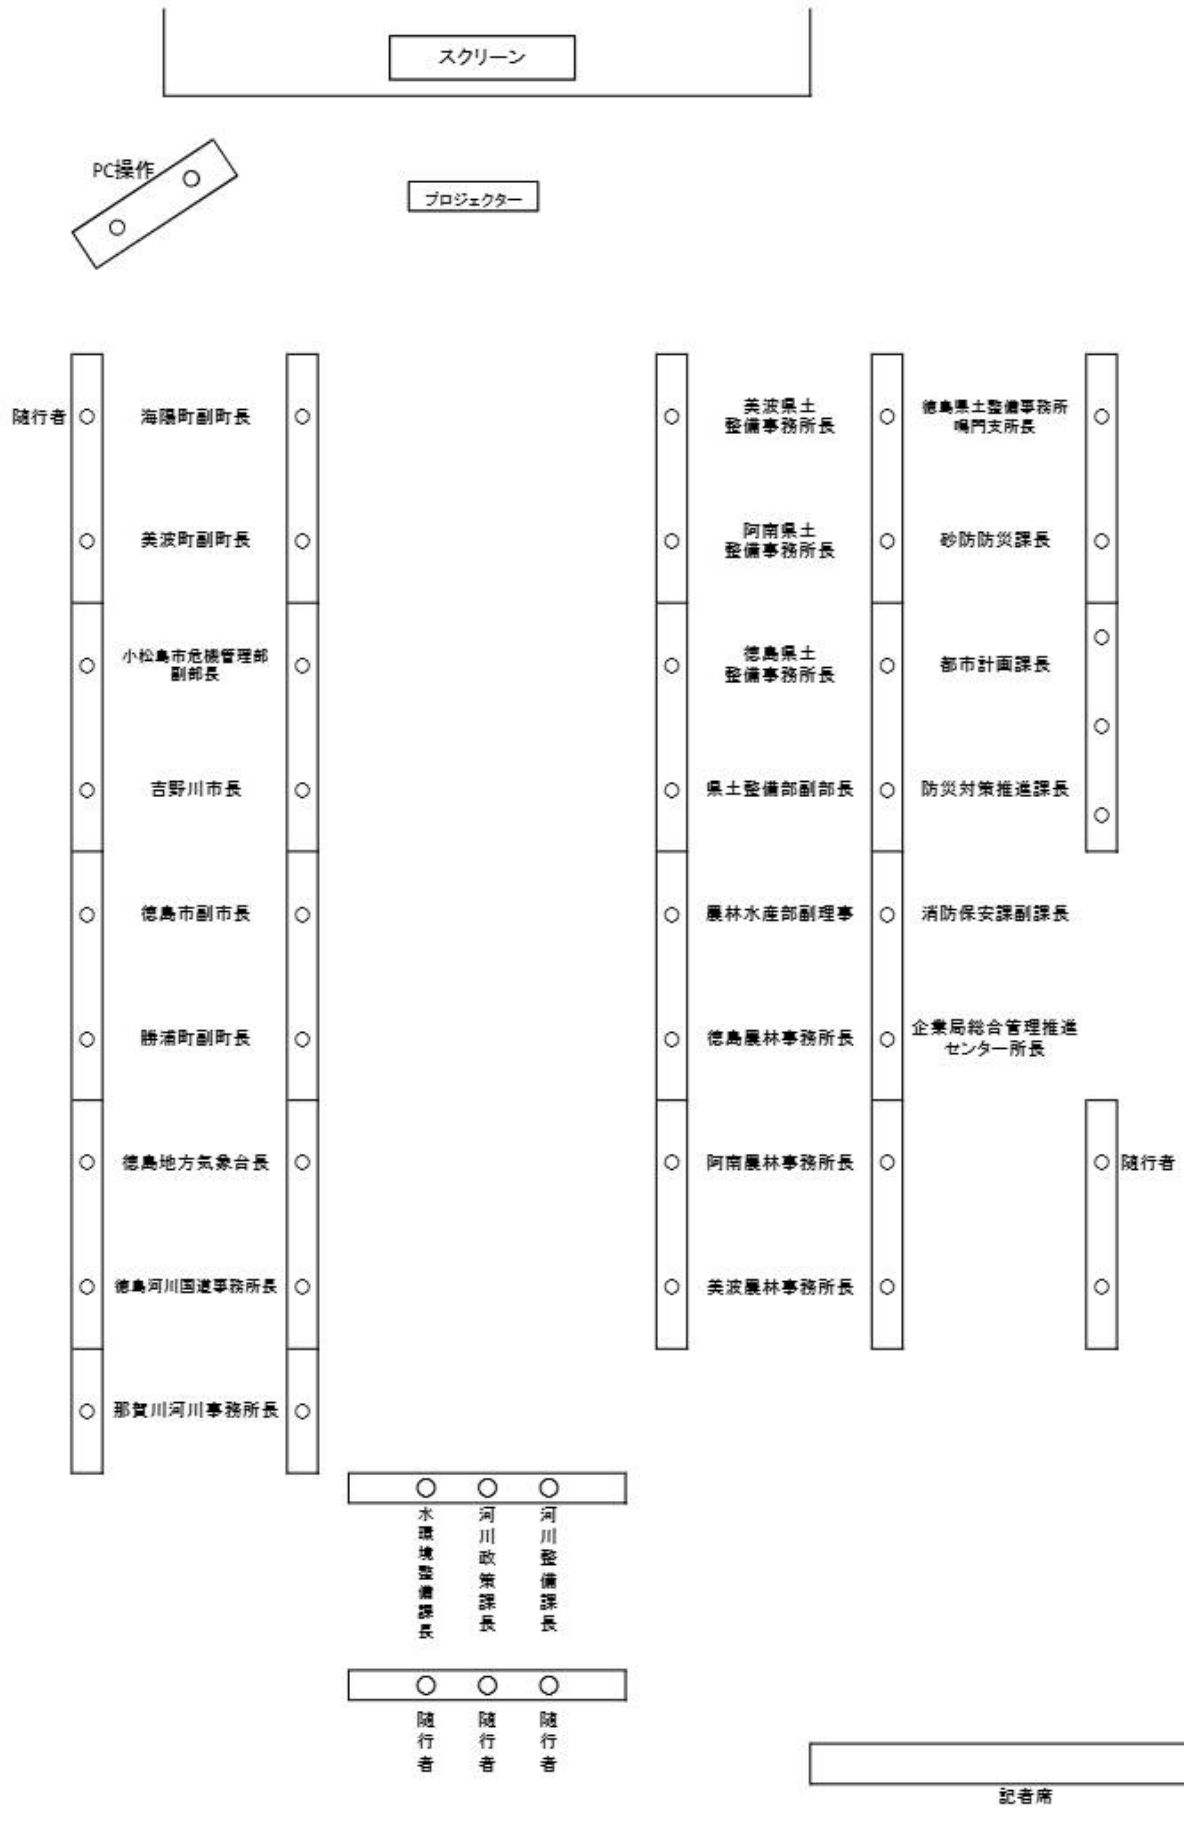 スクリーン
PC操作
プロジェクター
随行者
海陽町副町長
美波県土
整備事務所長
徳島県土整備事務所
鳴門支所長
美波町副町長
阿南県土
整備事務所長
砂防防災課長
小松島市危機管理部
副部長
徳島県土
整備事務所長
都市計画課長
吉野川市長
県土整備部副部長
防災対策推進課長
徳島市副市長
農林水産部副理事
消防保安課副課長
勝浦町副町長
徳島農林事務所長
企業局総合管理推進
センター所長
徳島地方気象台長
阿南農林事務所長
随行者
徳島河川国道事務所長
美波農林事務所長
那賀川河川事務所長
水環境整備課長
河川政策課長
河川整備課長
随行者
随行者
随行者
記者席